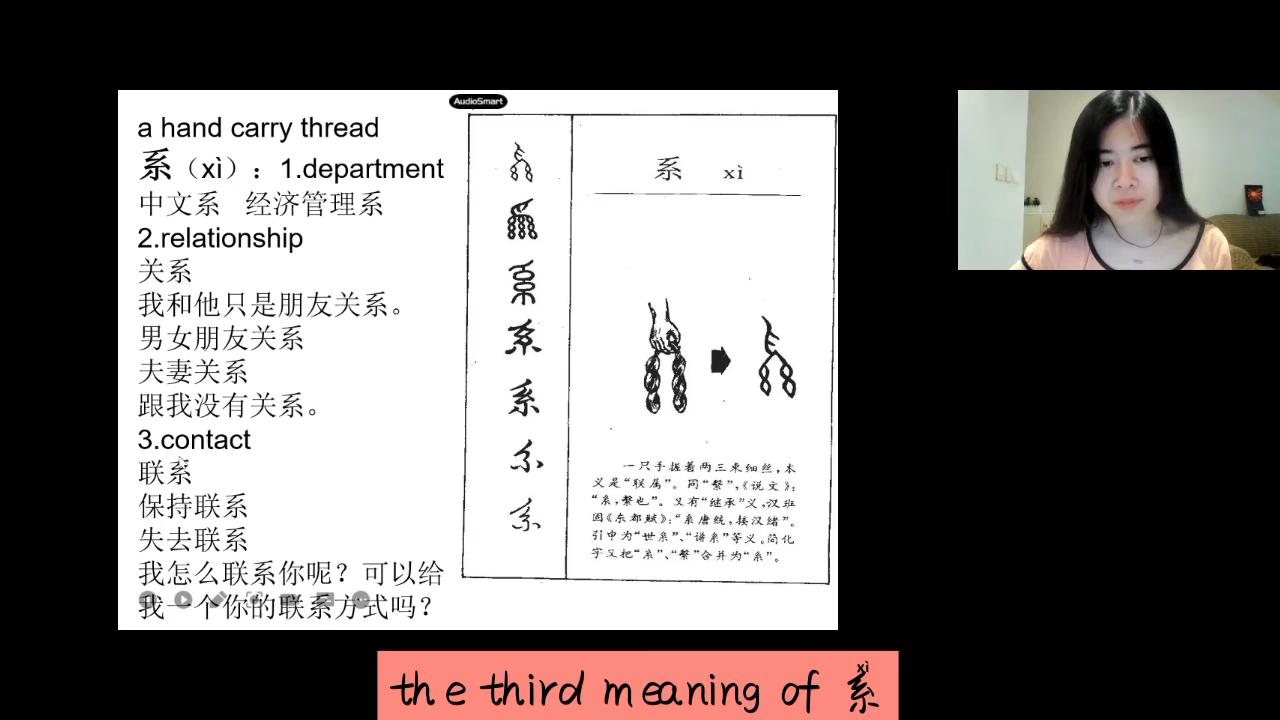 AudioSmart
a hand carry thread
系（xì）：1.department
中文系 经济管理系
2.relationship
关系
我和他只是朋友关系。
男女朋友关系
夫妻关系
跟我没有关系。
3.contact
联系
保持联系
失去联系
我怎么联系你呢？可以给
我一个你的联系方式吗？
系 xì
一只手握着两三束细丝，本
义是“联属”。同“繫”，《说文》：
“系，繫也”。又有“继承”义，汉班
固《东都赋》：“系唐统，接汉绪”。
引申为“世系”、“谱系”等义。简化
字又把“系”、“繫”合并为“系”。
xì
the third meaning of 系